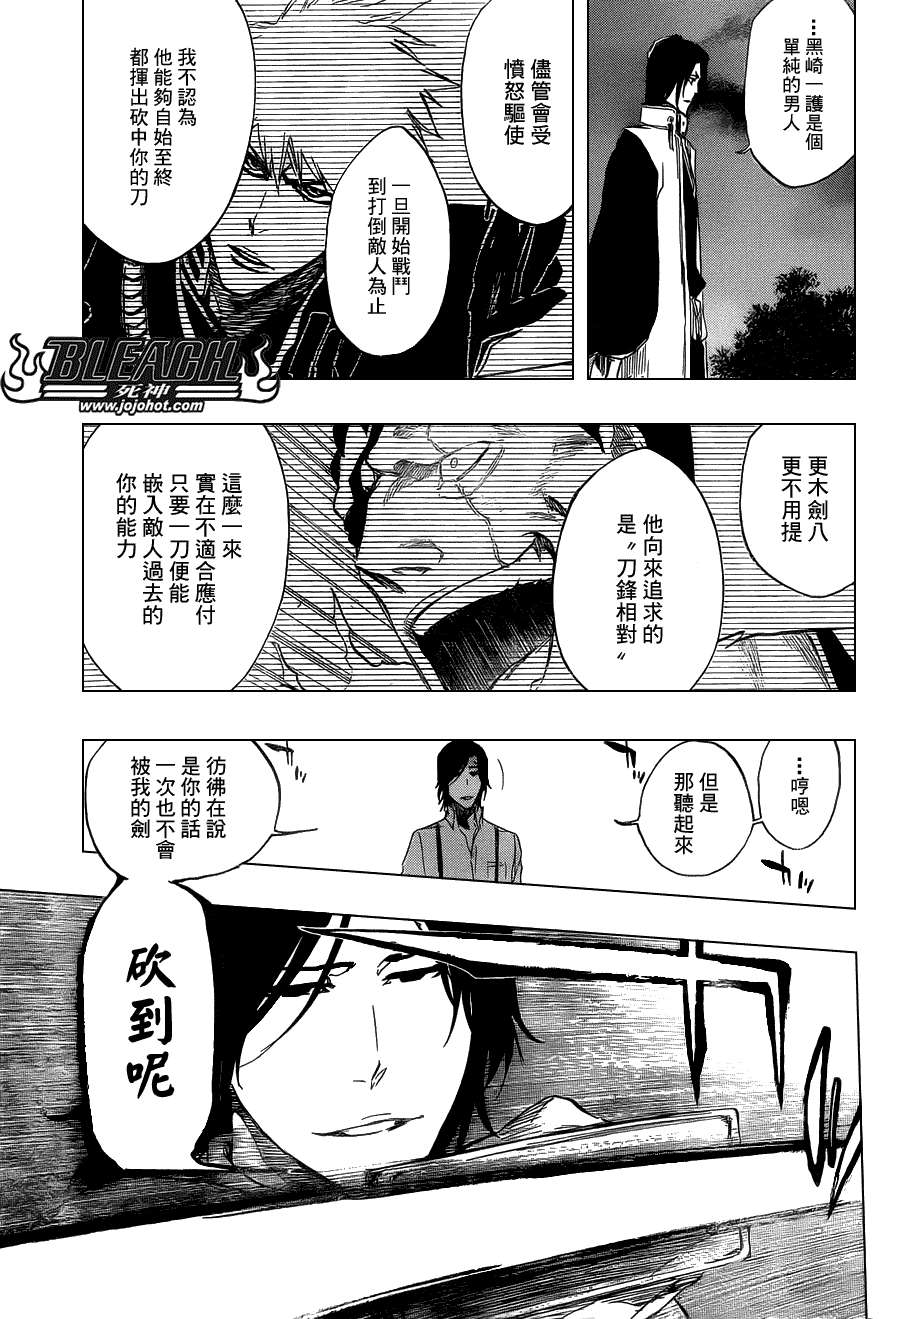 …黑崎一護是個
單純的男人
儘管會受
憤怒驅使
一旦開始戰鬥
到打倒敵人為止
我不認為
他能夠自始至終
都揮出砍中你的刀
BLEACH
死神
www.jojohot.com
更木劍八
更不用提
他向來追求的
是〝刀鋒相對〞
這麼一來
實在不適合應付
只要一刀便能
嵌入敵人過去的
你的能力
…哼嗯
但是
那聽起來
彷彿在說
是你的話
一次也不會
被我的劍
砍到呢